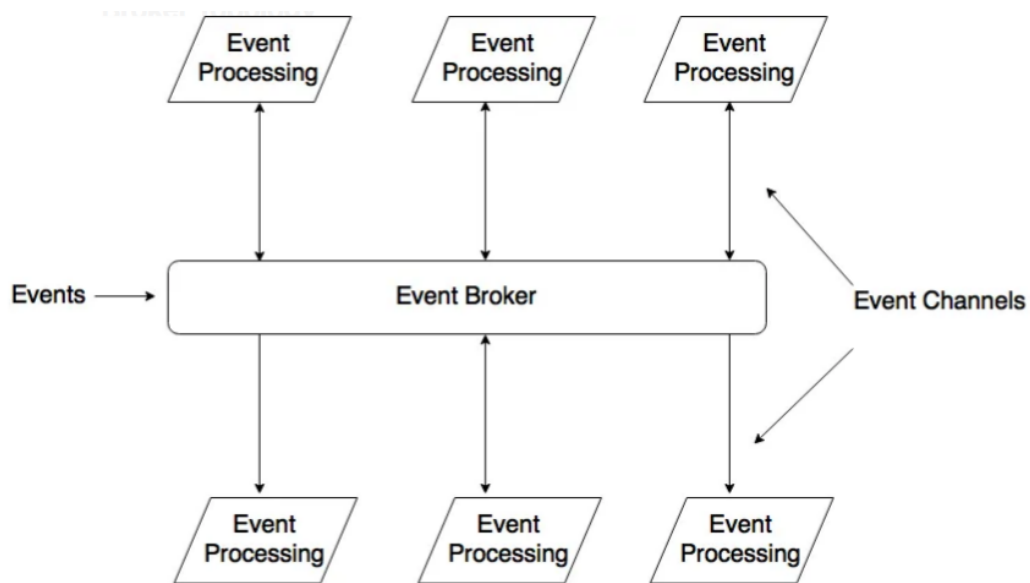 Event
Processing
Event
Processing
Event
Processing
Events
Event Broker
Event Channels
Event
Processing
Event
Processing
Event
Processing